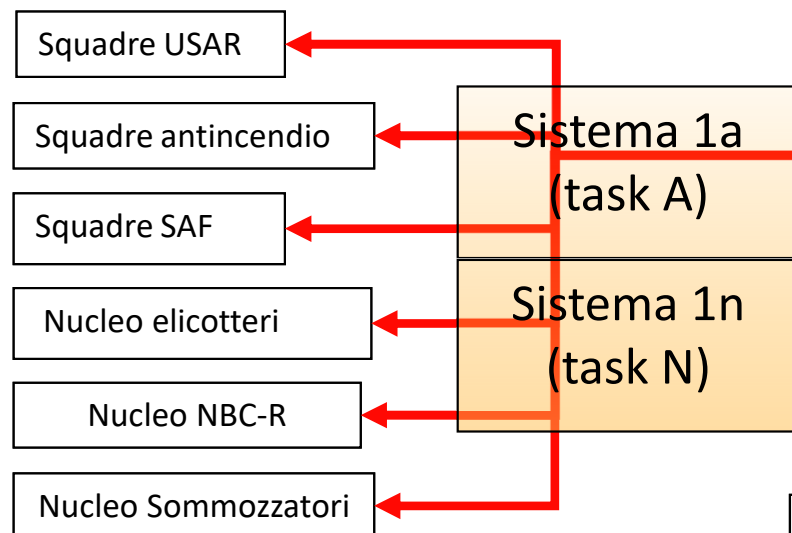 Squadre USAR
Squadre antincendio
Squadre SAF
Nucleo elicotteri
Nucleo NBC-R
Nucleo Sommozzatori
Sistema 1a
(task A)
Sistema 1n
(task N)